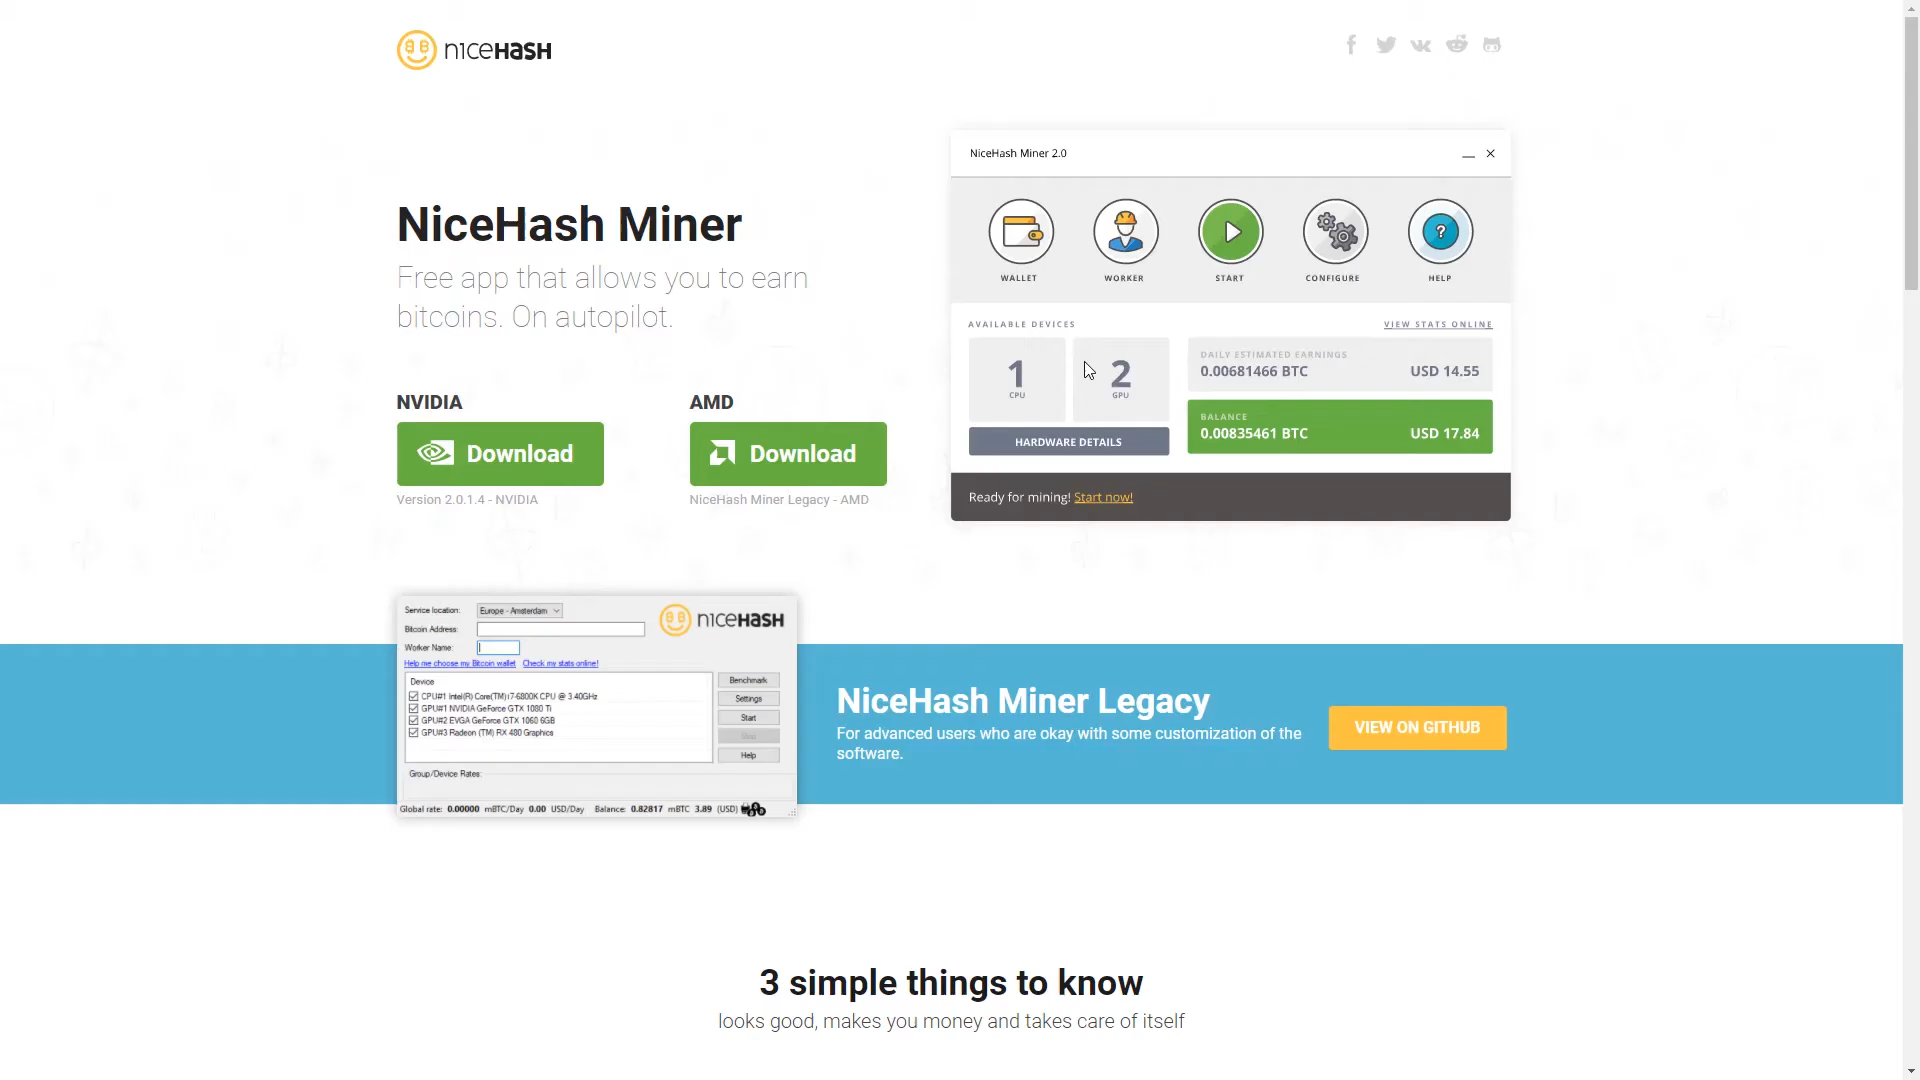 niceHASH
NiceHash Miner
Free app that allows you to earn
bitcoins. On autopilot.
NVIDIA
Download
Version 2.0.1.4 - NVIDIA
AMD
Download
NiceHash Miner Legacy - AMD
NiceHash Miner 2.0
WALLET
WORKER
START
CONFIGURE
HELP
AVAILABLE DEVICES
VIEW STATS ONLINE
1
CPU
2
GPU
HARDWARE DETAILS
DAILY ESTIMATED EARNINGS
0.00681466 BTC USD 14.55
BALANCE
0.00835461 BTC USD 17.84
Ready for mining! Start now!
Service location: Europe - Amsterdam
Bitcoin Address:
Worker Name:
niceHASH
Help me choose my Bitcoin wallet Check my stats online!
Device
CPU#1 Intel(R) Core(TM) i7-6800K CPU @ 3.40GHz
GPU#1 NVIDIA GeForce GTX 1080 Ti
GPU#2 EVGA GeForce GTX 1060 6GB
GPU#3 Radeon (TM) RX 480 Graphics
Benchmark
Settings
Start
Help
Group/Device Rates:
Global rate: 0.00000 mBTC/Day 0.00 USD/Day Balance: 0.82817 mBTC 3.89 (USD)
NiceHash Miner Legacy
For advanced users who are okay with some customization of the
software.
VIEW ON GITHUB
3 simple things to know
looks good, makes you money and takes care of itself